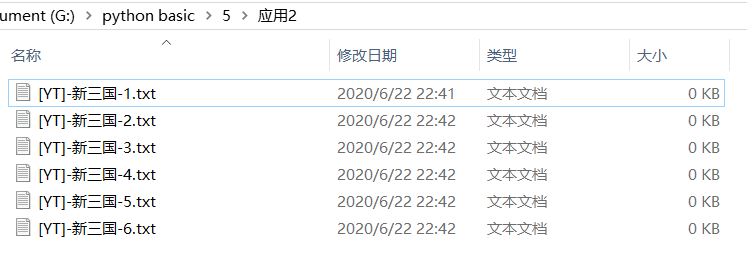 ument (G:) > python basic > 5 > 应用2
名称 修改日期 类型 大小
[YT]-新三国-1.txt 2020/6/22 22:41 文本文档 0 KB
[YT]-新三国-2.txt 2020/6/22 22:42 文本文档 0 KB
[YT]-新三国-3.txt 2020/6/22 22:42 文本文档 0 KB
[YT]-新三国-4.txt 2020/6/22 22:42 文本文档 0 KB
[YT]-新三国-5.txt 2020/6/22 22:42 文本文档 0 KB
[YT]-新三国-6.txt 2020/6/22 22:42 文本文档 0 KB